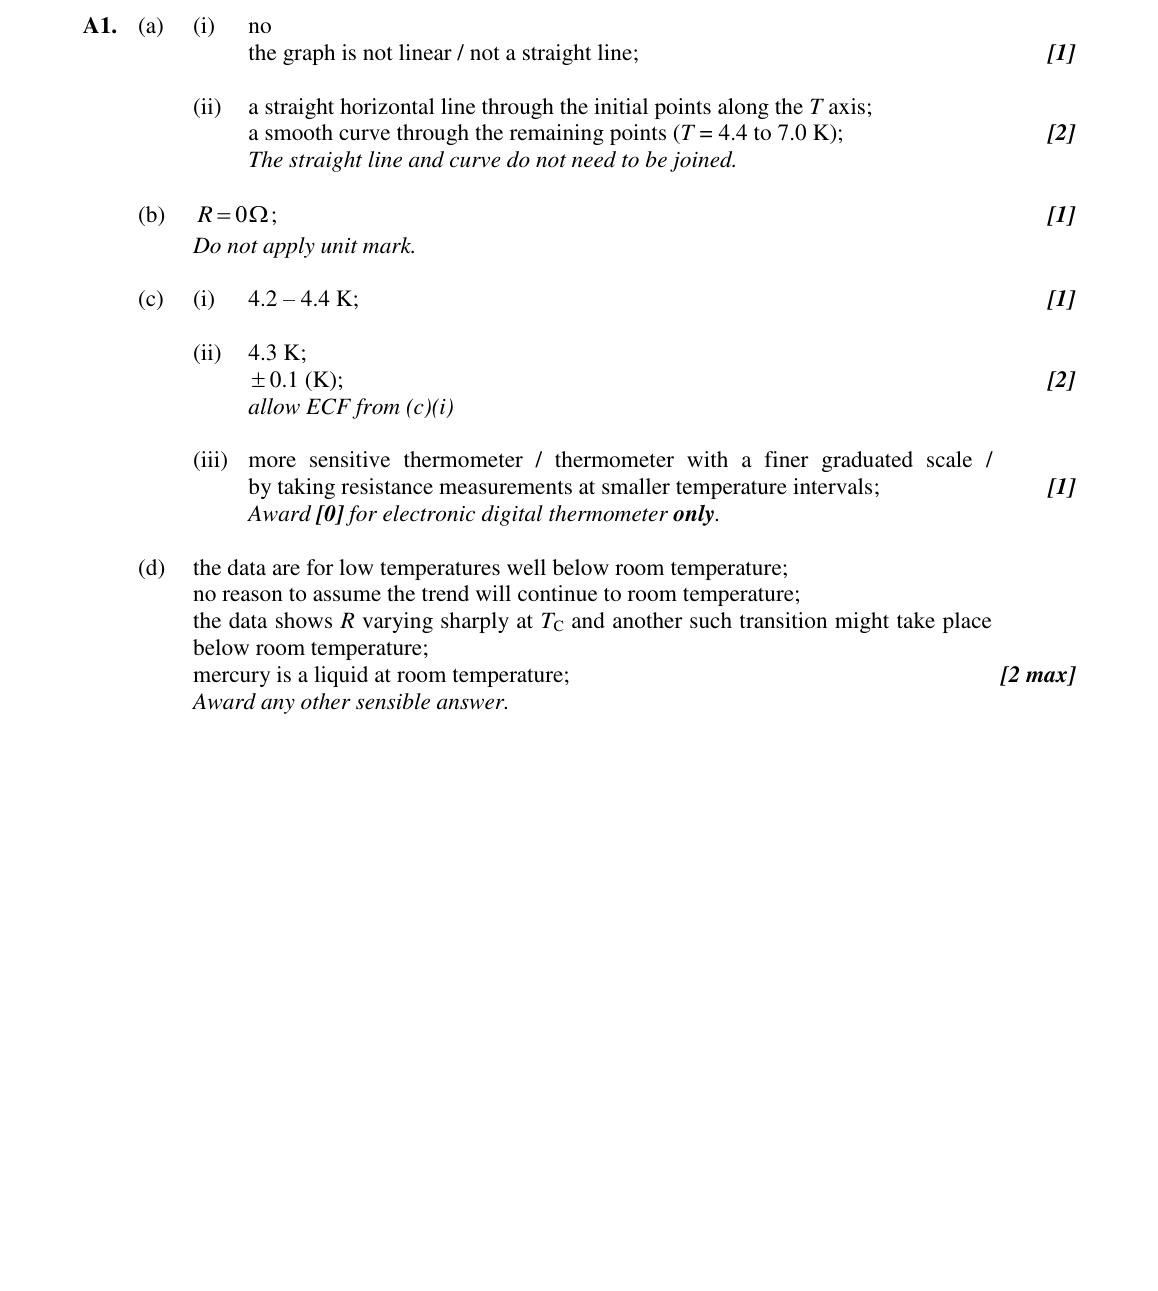 A1. (a) (i) no
the graph is not linear / not a straight line; [1]
(ii) a straight horizontal line through the initial points along the T axis;
a smooth curve through the remaining points (T = 4.4 to 7.0 K); [2]
The straight line and curve do not need to be joined.
(b) R = 0Ω; [1]
Do not apply unit mark.
(c) (i) 4.2 – 4.4 K; [1]
(ii) 4.3 K;
± 0.1 (K); [2]
allow ECF from (c)(i)
(iii) more sensitive thermometer / thermometer with a finer graduated scale /
by taking resistance measurements at smaller temperature intervals; [1]
Award [0] for electronic digital thermometer only.
(d) the data are for low temperatures well below room temperature;
no reason to assume the trend will continue to room temperature;
the data shows R varying sharply at TC and another such transition might take place
below room temperature;
mercury is a liquid at room temperature; [2 max]
Award any other sensible answer.